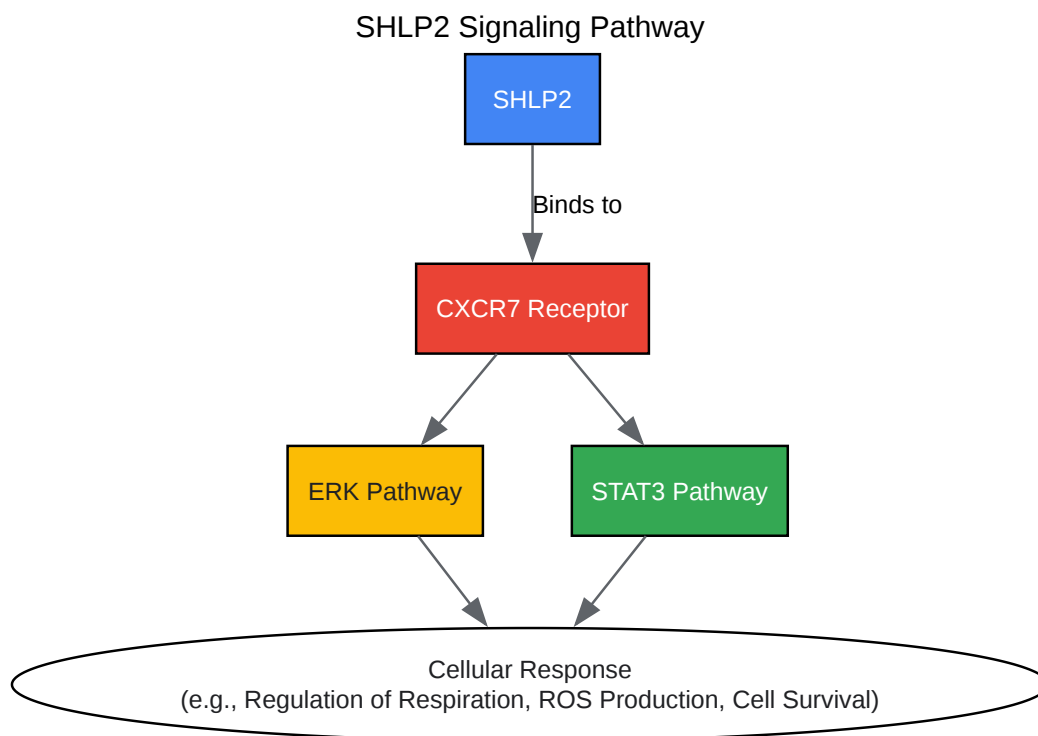 SHLP2 Signaling Pathway
SHLP2
Binds to
CXCR7 Receptor
ERK Pathway
STAT3 Pathway
Cellular Response
(e.g., Regulation of Respiration, ROS Production, Cell Survival)